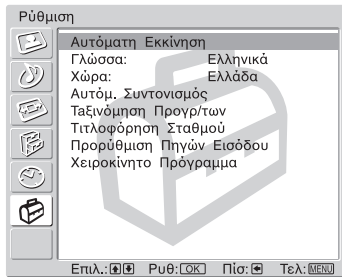 Ρύθμιση
Αυτόματη Εκκίνηση
Γλώσσα: Ελληνικά
Χώρα: Ελλάδα
Αυτόμ. Συντονισμός
Ταξινόμηση Προγρ/των
Τιτλοφόρηση Σταθμού
Προρύθμιση Πηγών Εισόδου
Χειροκίνητο Πρόγραμμα
Επιλ.: Ρυθ: OK Πίσ: Τελ: MENU